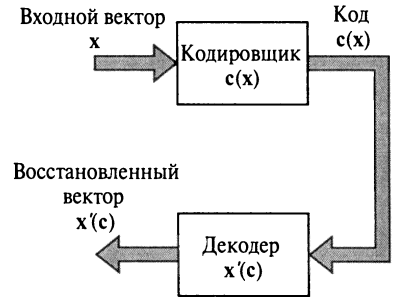 Входной вектор
x
Кодировщик
c(x)
Код
c(x)
Восстановленный
вектор
x′(c)
Декодер
x′(c)